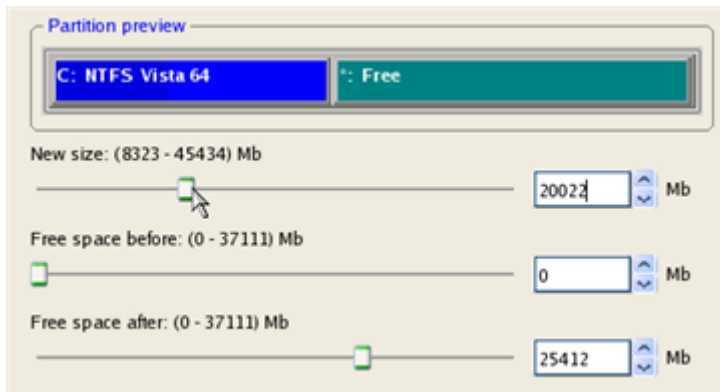 Partition preview
C: NTFS Vista 64 *: Free
New size: (8323 - 45434) Mb
20022 Mb
Free space before: (0 - 37111) Mb
0 Mb
Free space after: (0 - 37111) Mb
25412 Mb